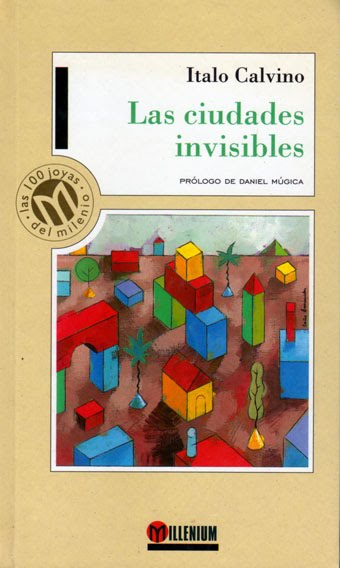 Italo Calvino
Las ciudades
invisibles
PRÓLOGO DE DANIEL MÚGICA
las 100 joyas
M
del milenio
MILLENIUM